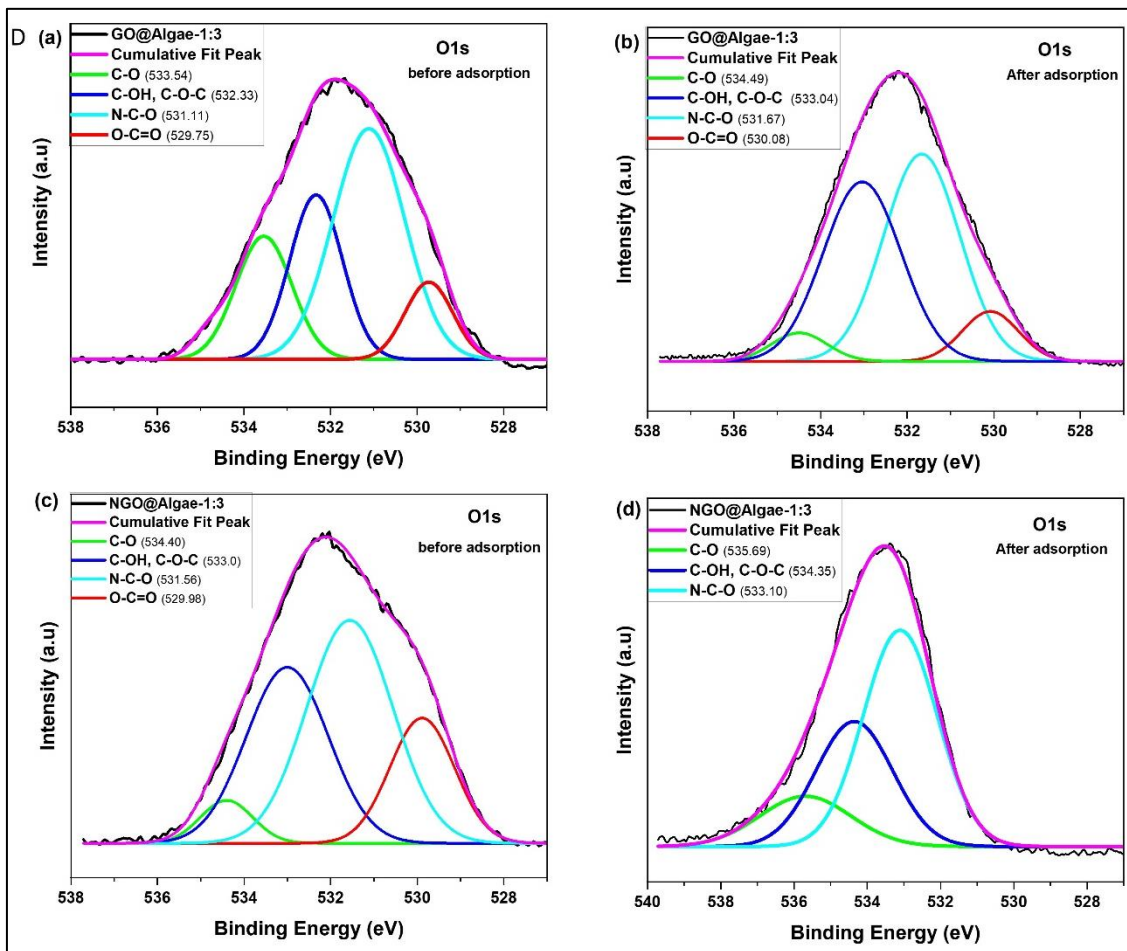 D (a)
GO@Algae-1:3
Cumulative Fit Peak
C-O (533.54)
C-OH, C-O-C (532.33)
N-C-O (531.11)
O-C=O (529.75)
O1s
before adsorption
Intensity (a.u)
538 536 534 532 530 528
Binding Energy (eV)
(b)
GO@Algae-1:3
Cumulative Fit Peak
C-O (534.49)
C-OH, C-O-C (533.04)
N-C-O (531.67)
O-C=O (530.08)
O1s
After adsorption
Intensity (a.u)
538 536 534 532 530 528
Binding Energy (eV)
(c)
NGO@Algae-1:3
Cumulative Fit Peak
C-O (534.40)
C-OH, C-O-C (533.0)
N-C-O (531.56)
O-C=O (529.98)
O1s
before adsorption
Intensity (a.u)
538 536 534 532 530 528
Binding Energy (eV)
(d)
NGO@Algae-1:3
Cumulative Fit Peak
C-O (535.69)
C-OH, C-O-C (534.35)
N-C-O (533.10)
O1s
After adsorption
Intensity (a.u)
540 538 536 534 532 530 528
Binding Energy (eV)